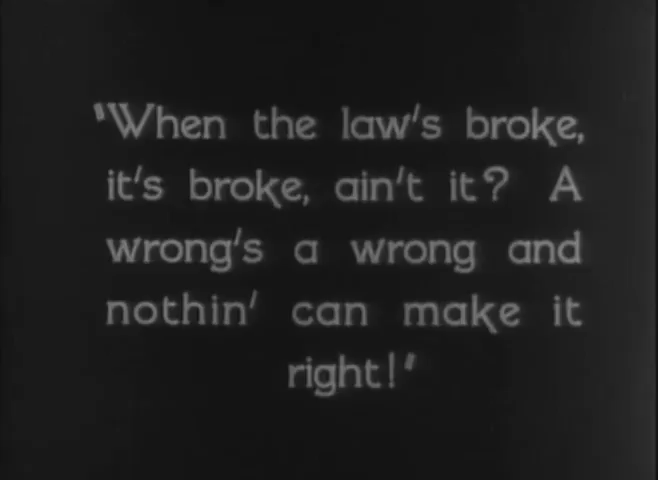 "When the law's broke,
it's broke, ain't it? A
wrong's a wrong and
nothin' can make it
right!"